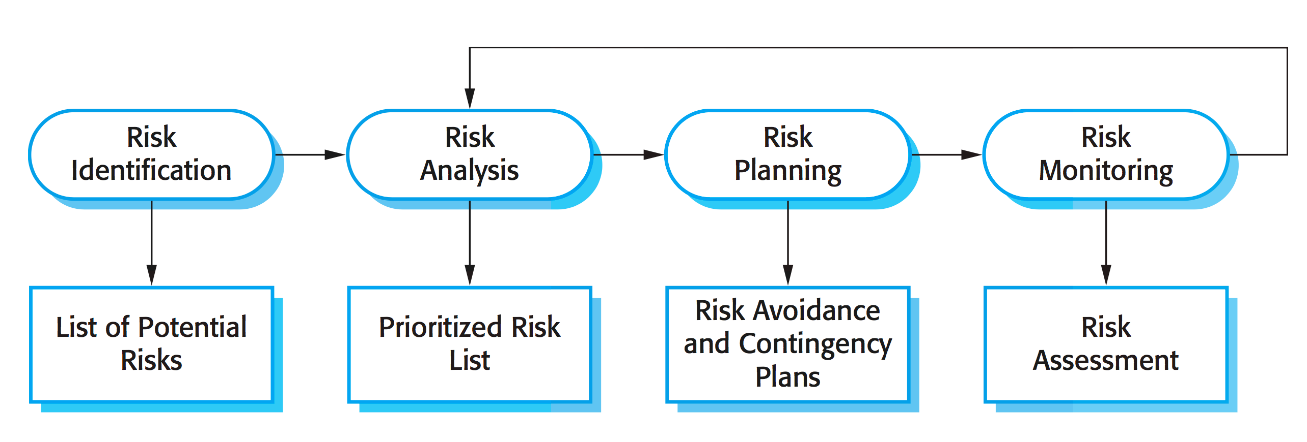 Risk
Identification
Risk
Analysis
Risk
Planning
Risk
Monitoring
List of Potential
Risks
Prioritized Risk
List
Risk Avoidance
and Contingency
Plans
Risk
Assessment